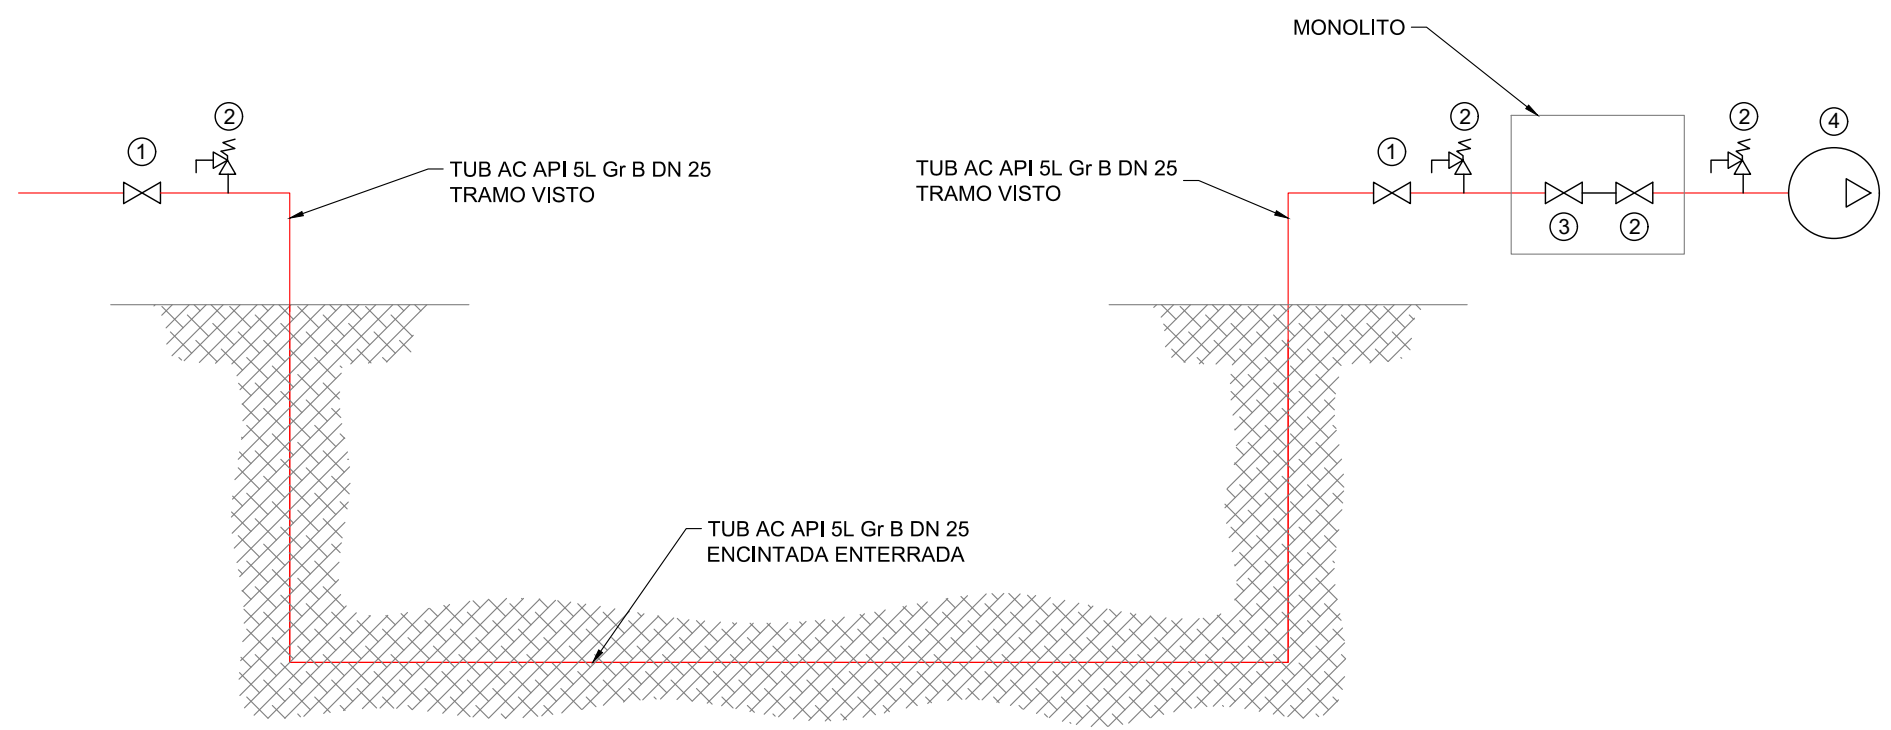 MONOLITO
2
2
2
4
1
1
TUB AC API 5L Gr B DN 25
TRAMO VISTO
TUB AC API 5L Gr B DN 25
TRAMO VISTO
3
2
TUB AC API 5L Gr B DN 25
ENCINTADA ENTERRADA